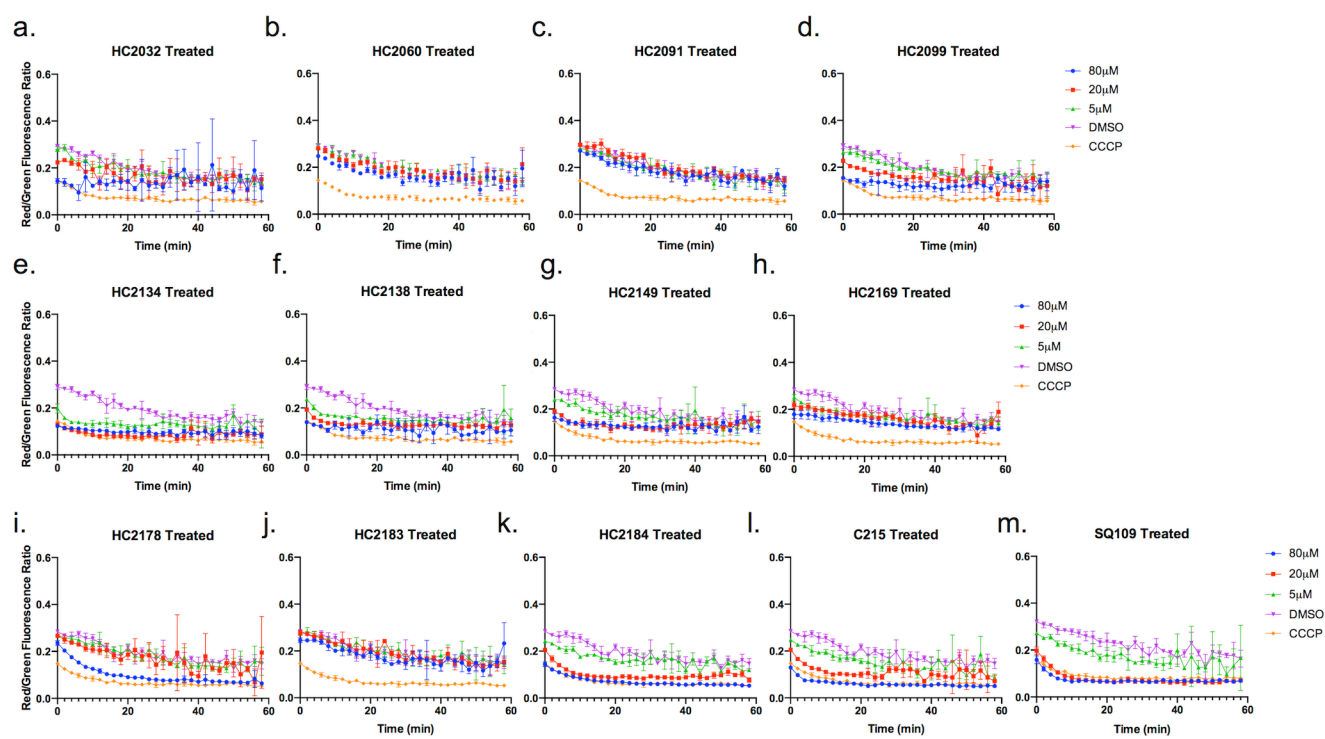 a.
b.
c.
d.
HC2032 Treated
HC2060 Treated
HC2091 Treated
HC2099 Treated
Red/Green Fluorescence Ratio
0.6
0.4
0.2
0.0
0 20 40 60
Time (min)
0.6
0.4
0.2
0.0
0 20 40 60
Time (min)
0.6
0.4
0.2
0.0
0 20 40 60
Time (min)
0.6
0.4
0.2
0.0
0 20 40 60
Time (min)
80μM
20μM
5μM
DMSO
CCCP
e.
f.
g.
h.
HC2134 Treated
HC2138 Treated
HC2149 Treated
HC2169 Treated
Red/Green Fluorescence Ratio
0.6
0.4
0.2
0.0
0 20 40 60
Time (min)
0.6
0.4
0.2
0.0
0 20 40 60
Time (min)
0.6
0.4
0.2
0.0
0 20 40 60
Time (min)
0.6
0.4
0.2
0.0
0 20 40 60
Time (min)
80μM
20μM
5μM
DMSO
CCCP
i.
j.
k.
l.
m.
HC2178 Treated
HC2183 Treated
HC2184 Treated
C215 Treated
SQ109 Treated
Red/Green Fluorescence Ratio
0.6
0.4
0.2
0.0
0 20 40 60
Time (min)
0.6
0.4
0.2
0.0
0 20 40 60
Time (min)
0.6
0.4
0.2
0.0
0 20 40 60
Time (min)
0.6
0.4
0.2
0.0
0 20 40 60
Time (min)
0.6
0.4
0.2
0.0
0 20 40 60
Time (min)
80μM
20μM
5μM
DMSO
CCCP